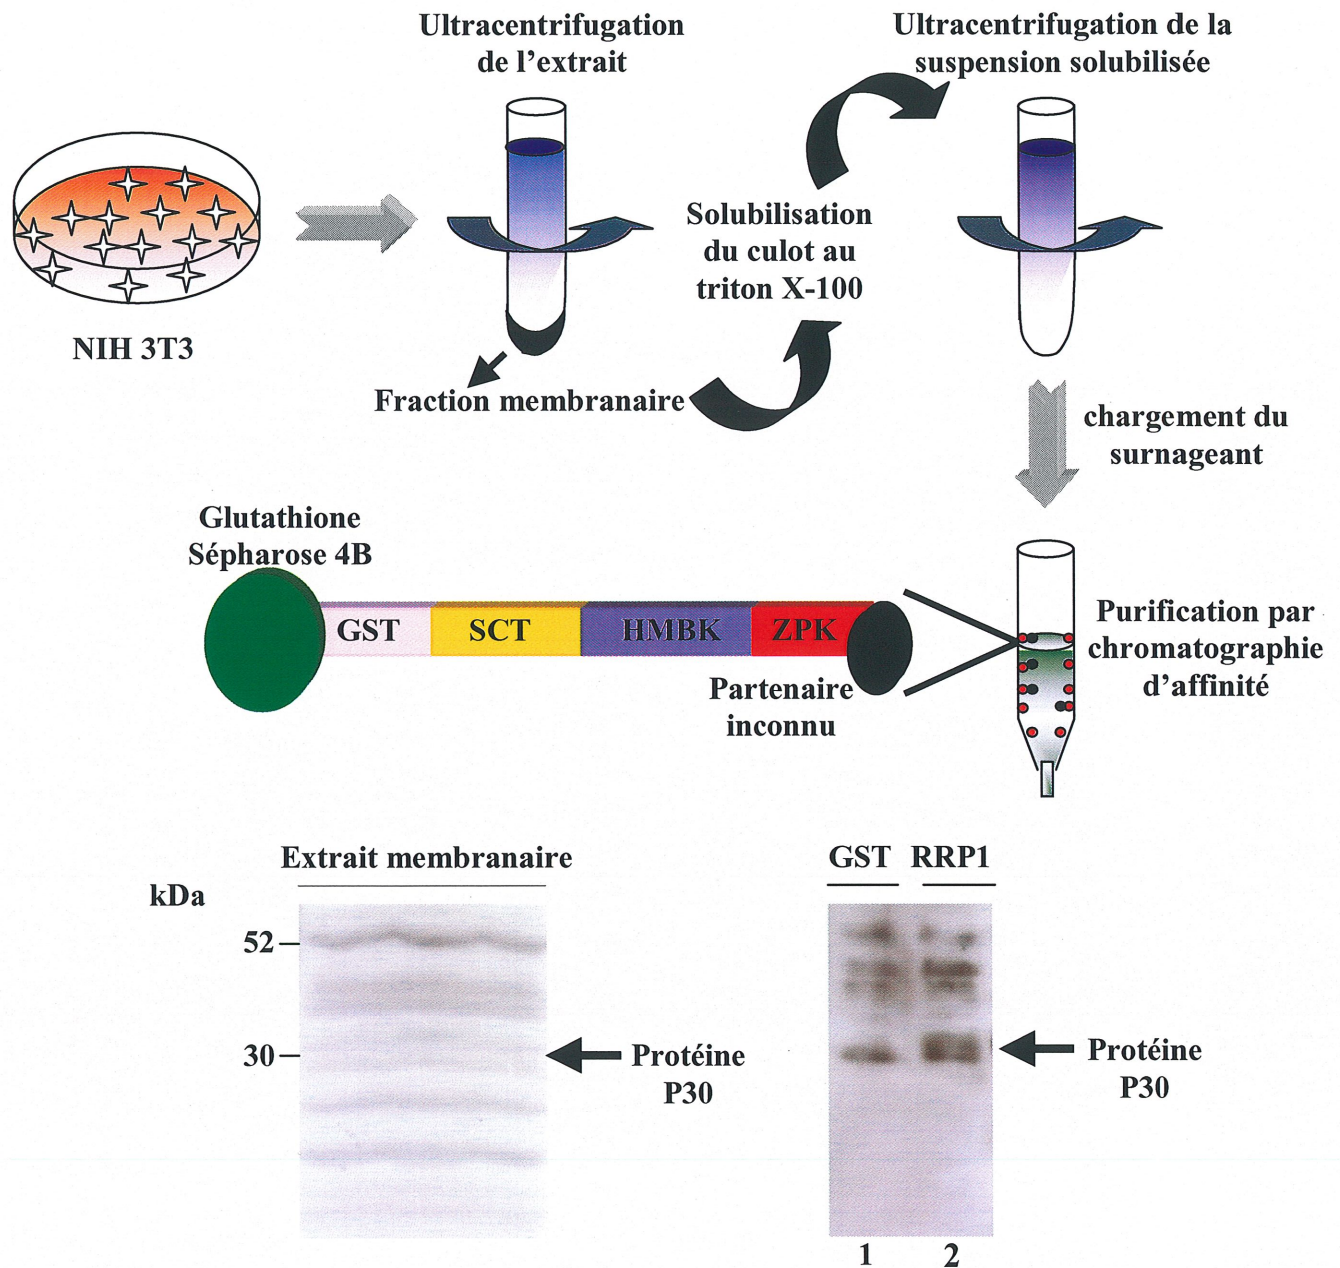 Ultracentrifugation
de l'extrait
Ultracentrifugation de la
suspension solubilisée
Solubilisation
du culot au
triton X-100
NIH 3T3
Fraction membranaire
chargement du
surnageant
Glutathione
Sépharose 4B
GST
SCT
HMBK
ZPK
Partenaire
inconnu
Purification par
chromatographie
d'affinité
Extrait membranaire
kDa
52
30
Protéine
P30
GST RRP1
Protéine
P30
1 2